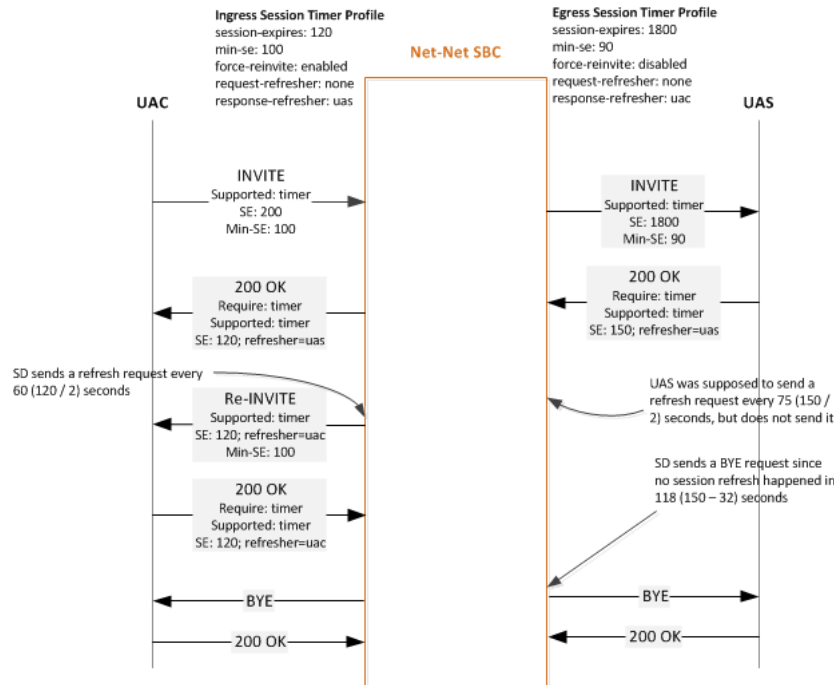 Ingress Session Timer Profile
session-expires: 120
min-se: 100
force-reinvite: enabled
request-refresher: none
response-refresher: uas
Net-Net SBC
Egress Session Timer Profile
session-expires: 1800
min-se: 90
force-reinvite: disabled
request-refresher: none
response-refresher: uac
UAC
UAS
INVITE
Supported: timer
SE: 200
Min-SE: 100
INVITE
Supported: timer
SE: 1800
Min-SE: 90
200 OK
Require: timer
Supported: timer
SE: 120; refresher=uas
200 OK
Require: timer
Supported: timer
SE: 150; refresher=uas
SD sends a refresh request every
60 (120 / 2) seconds
UAS was supposed to send a
refresh request every 75 (150 /
2) seconds, but does not send it
Re-INVITE
Supported: timer
SE: 120; refresher=uac
Min-SE: 100
SD sends a BYE request since
no session refresh happened in
118 (150 – 32) seconds
200 OK
Require: timer
Supported: timer
SE: 120; refresher=uac
BYE
BYE
200 OK
200 OK